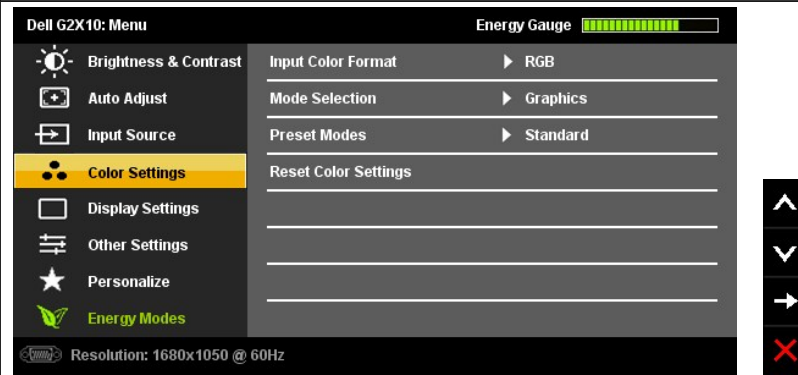 Dell G2X10: Menu Energy Gauge
Brightness & Contrast Input Color Format RGB
Auto Adjust Mode Selection Graphics
Input Source Preset Modes Standard
Color Settings Reset Color Settings
Display Settings
Other Settings
Personalize
Energy Modes
Resolution: 1680x1050 @ 60Hz